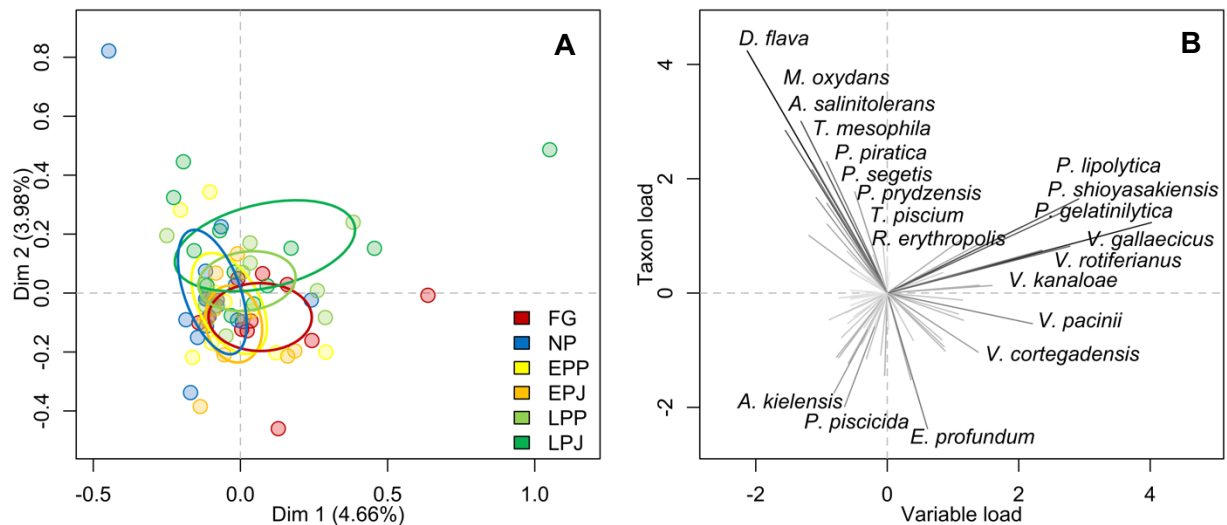 A
Dim 2 (3.98%)
0.8
0.6
0.4
0.2
0.0
-0.2
-0.4
-0.5
0.0
0.5
1.0
Dim 1 (4.66%)
FG
NP
EPP
EPJ
LPP
LPJ
B
Taxon load
4
2
0
-2
-2
0
2
4
Variable load
D. flava
M. oxydans
A. salinitolerans
T. mesophila
P. piratica
P. segetis
P. prydzensis
T. piscium
R. erythropolis
P. lipolytica
P. shioyasakiensis
P. gelatinilytica
V. gallaecicus
V. rotiferianus
V. kanaloae
V. pacinii
V. cortegadensis
A. kielensis
P. piscicida
E. profundum